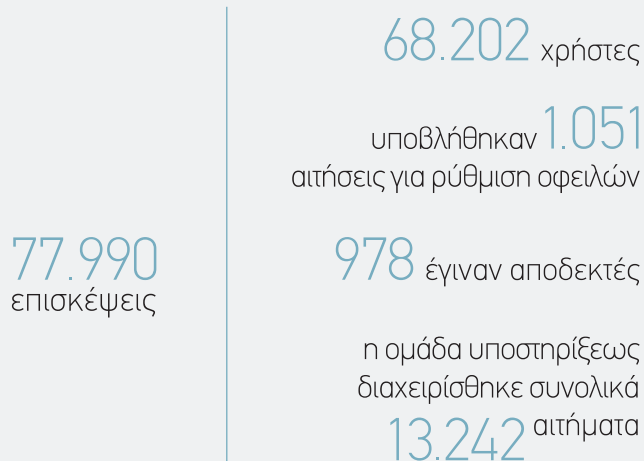 77.990
επισκέψεις
68.202 χρήστες
υποβλήθηκαν 1.051
αιτήσεις για ρύθμιση οφειλών
978 έγιναν αποδεκτές
η ομάδα υποστηρίξεως
διαχειρίσθηκε συνολικά
13.242 αιτήματα